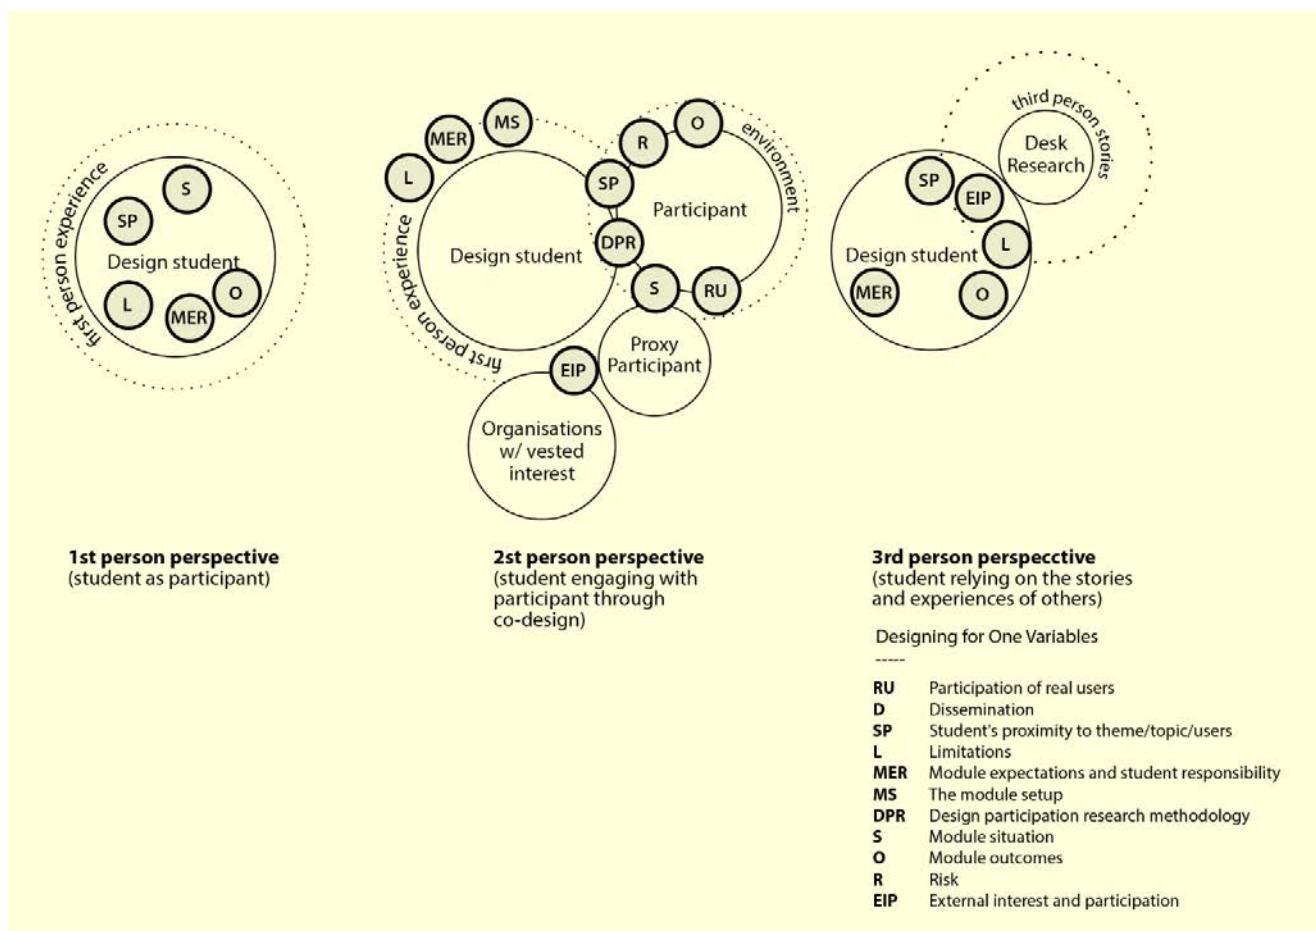 first person experience
S
SP
Design student
L
MER
O
MS
MER
L
first person experience
Design student
SP
R
O
environment
Participant
DPR
S
RU
Proxy
Participant
EIP
Organisations
w/ vested
interest
third person stories
Desk
Research
SP
EIP
L
Design student
MER
O
1st person perspective
(student as participant)
2st person perspective
(student engaging with
participant through
co-design)
3rd person perspecctive
(student relying on the stories
and experiences of others)
Designing for One Variables
-----
RU Participation of real users
D Dissemination
SP Student's proximity to theme/topic/users
L Limitations
MER Module expectations and student responsibility
MS The module setup
DPR Design participation research methodology
S Module situation
O Module outcomes
R Risk
EIP External interest and participation